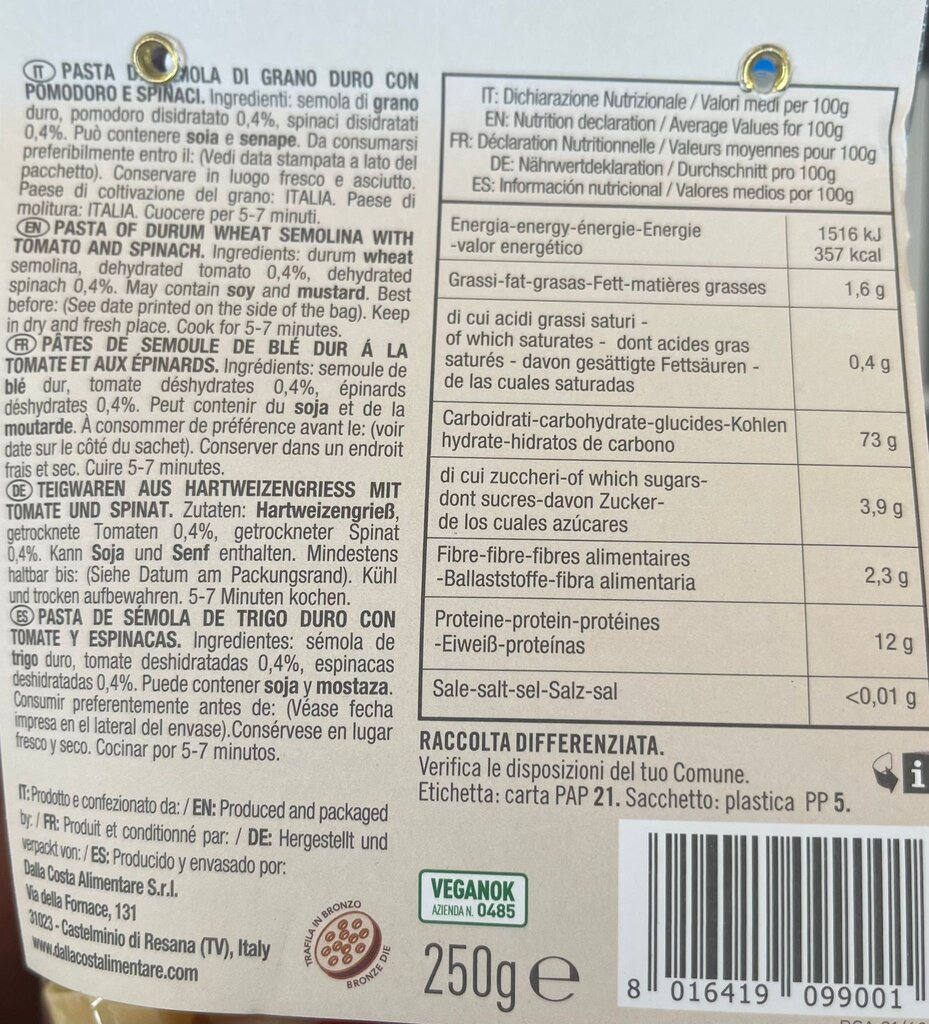 IT PASTA D MOLA DI GRANO DURO CON
POMODORO E SPINACI. Ingredienti: semola di grano
duro, pomodoro disidratato 0,4%, spinaci disidratati
0,4%. Può contenere soia e senape. Da consumarsi
preferibilmente entro il: (Vedi data stampata a lato del
pacchetto). Conservare in luogo fresco e asciutto.
Paese di coltivazione del grano: ITALIA. Paese di
molitura: ITALIA. Cuocere per 5-7 minuti.
EN PASTA OF DURUM WHEAT SEMOLINA WITH
TOMATO AND SPINACH. Ingredients: durum wheat
semolina, dehydrated tomato 0,4%, dehydrated
spinach 0,4%. May contain soy and mustard. Best
before: (See date printed on the side of the bag). Keep
in dry and fresh place. Cook for 5-7 minutes.
FR PÂTES DE SEMOULE DE BLÉ DUR Á LA
TOMATE ET AUX ÉPINARDS. Ingrédients: semoule de
blé dur, tomate déshydrates 0,4%, épinards
déshydrates 0,4%. Peut contenir du soja et de la
moutarde. À consommer de préférence avant le: (voir
date sur le côté du sachet). Conserver dans un endroit
frais et sec. Cuire 5-7 minutes.
DE TEIGWAREN AUS HARTWEIZENGRIESS MIT
TOMATE UND SPINAT. Zutaten: Hartweizengrieß,
getrocknete Tomaten 0,4%, getrockneter Spinat
0,4%. Kann Soja und Senf enthalten. Mindestens
haltbar bis: (Siehe Datum am Packungsrand). Kühl
und trocken aufbewahren. 5-7 Minuten kochen.
ES PASTA DE SÉMOLA DE TRIGO DURO CON
TOMATE Y ESPINACAS. Ingredientes: sémola de
trigo duro, tomate deshidratadas 0,4%, espinacas
deshidratadas 0,4%. Puede contener soja y mostaza.
Consumir preferentemente antes de: (Véase fecha
impresa en el lateral del envase).Consérvese en lugar
fresco y seco. Cocinar por 5-7 minutos.
IT: Prodotto e confezionato da: / EN: Produced and packaged
by: / FR: Produit et conditionné par: / DE: Hergestellt und
verpackt von: / ES: Producido y envasado por:
Dalla Costa Alimentare S.r.l.
Via della Fornace, 131
31023 - Castelminio di Resana (TV), Italy
www.dallacostalimentare.com
TRAFILA IN BRONZO
BRONZE DIE
IT: Dichiarazione Nutrizionale / Valori medi per 100g
EN: Nutrition declaration / Average Values for 100g
FR: Déclaration Nutritionnelle / Valeurs moyennes pour 100g
DE: Nährwertdeklaration / Durchschnitt pro 100g
ES: Información nutricional / Valores medios por 100g
Energia-energy-énergie-Energie 1516 kJ
-valor energético 357 kcal
Grassi-fat-grasas-Fett-matières grasses 1,6 g
di cui acidi grassi saturi -
of which saturates - dont acides gras
saturés - davon gesättigte Fettsäuren - 0,4 g
de las cuales saturadas
Carboidrati-carbohydrate-glucides-Kohlen
hydrate-hidratos de carbono 73 g
di cui zuccheri-of which sugars-
dont sucres-davon Zucker- 3,9 g
de los cuales azúcares
Fibre-fibre-fibres alimentaires
-Ballaststoffe-fibra alimentaria 2,3 g
Proteine-protein-protéines
-Eiweiß-proteínas 12 g
Sale-salt-sel-Salz-sal <0,01 g
RACCOLTA DIFFERENZIATA.
Verifica le disposizioni del tuo Comune.
Etichetta: carta PAP 21. Sacchetto: plastica PP 5.
i
VEGANOK
AZIENDA N. 0485
250g e
8 016419 099001